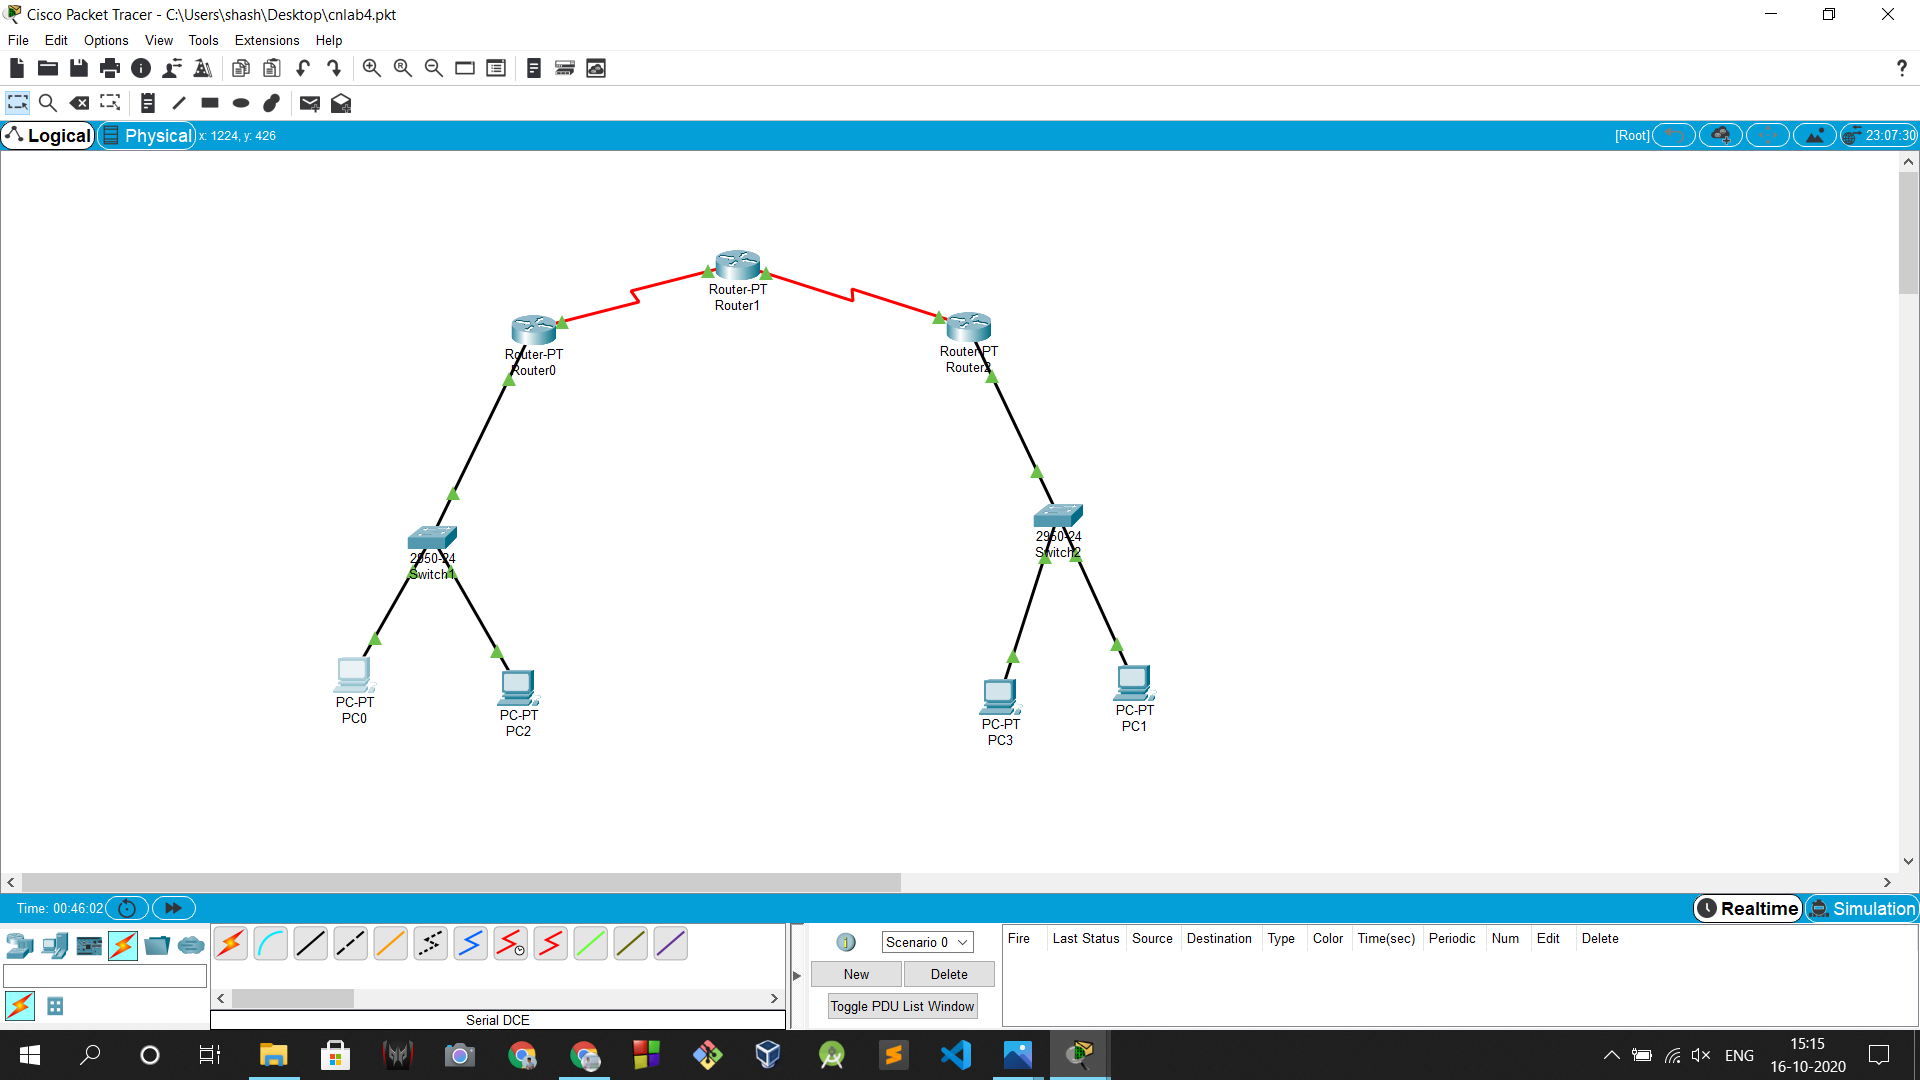 Cisco Packet Tracer - C:\Users\shash\Desktop\cnlab4.pkt
File Edit Options View Tools Extensions Help
?
Logical Physical x: 1224, y: 426 [Root] 23:07:30
Router-PT
Router1
Router-PT
Router0
Router-PT
Router2
2950-24
Switch1
2950-24
Switch2
PC-PT
PC0
PC-PT
PC2
PC-PT
PC3
PC-PT
PC1
Time: 00:46:02 Realtime Simulation
Scenario 0
Fire Last Status Source Destination Type Color Time(sec) Periodic Num Edit Delete
New Delete
Toggle PDU List Window
Serial DCE
ENG
15:15
16-10-2020